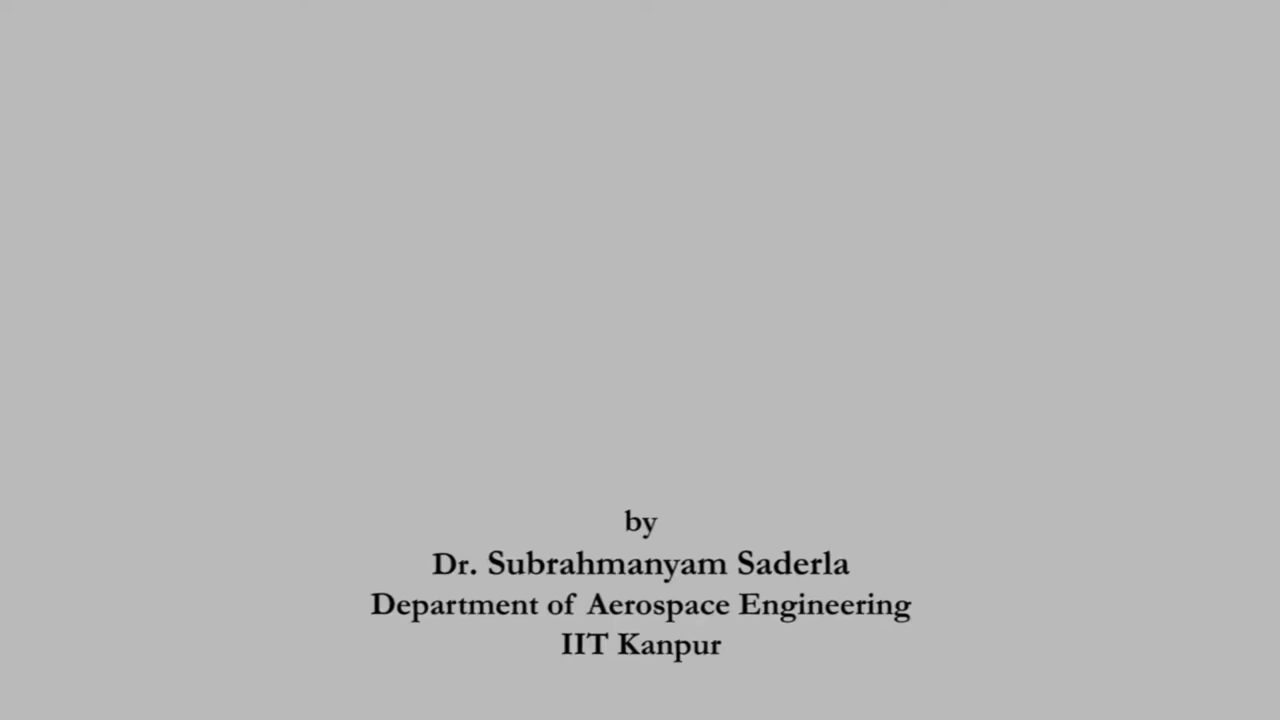 by
Dr. Subrahmanyam Saderla
Department of Aerospace Engineering
IIT Kanpur